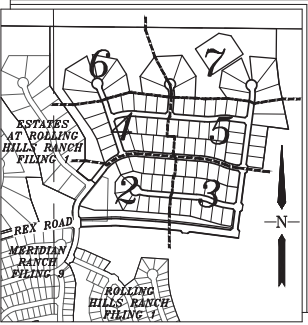 6
7
ESTATES
AT ROLLING
HILLS RANCH
FILING 1
4
5
2
3
N
REX ROAD
MERIDIAN
RANCH
FILING 9
ROLLING
HILLS RANCH
FILING 1